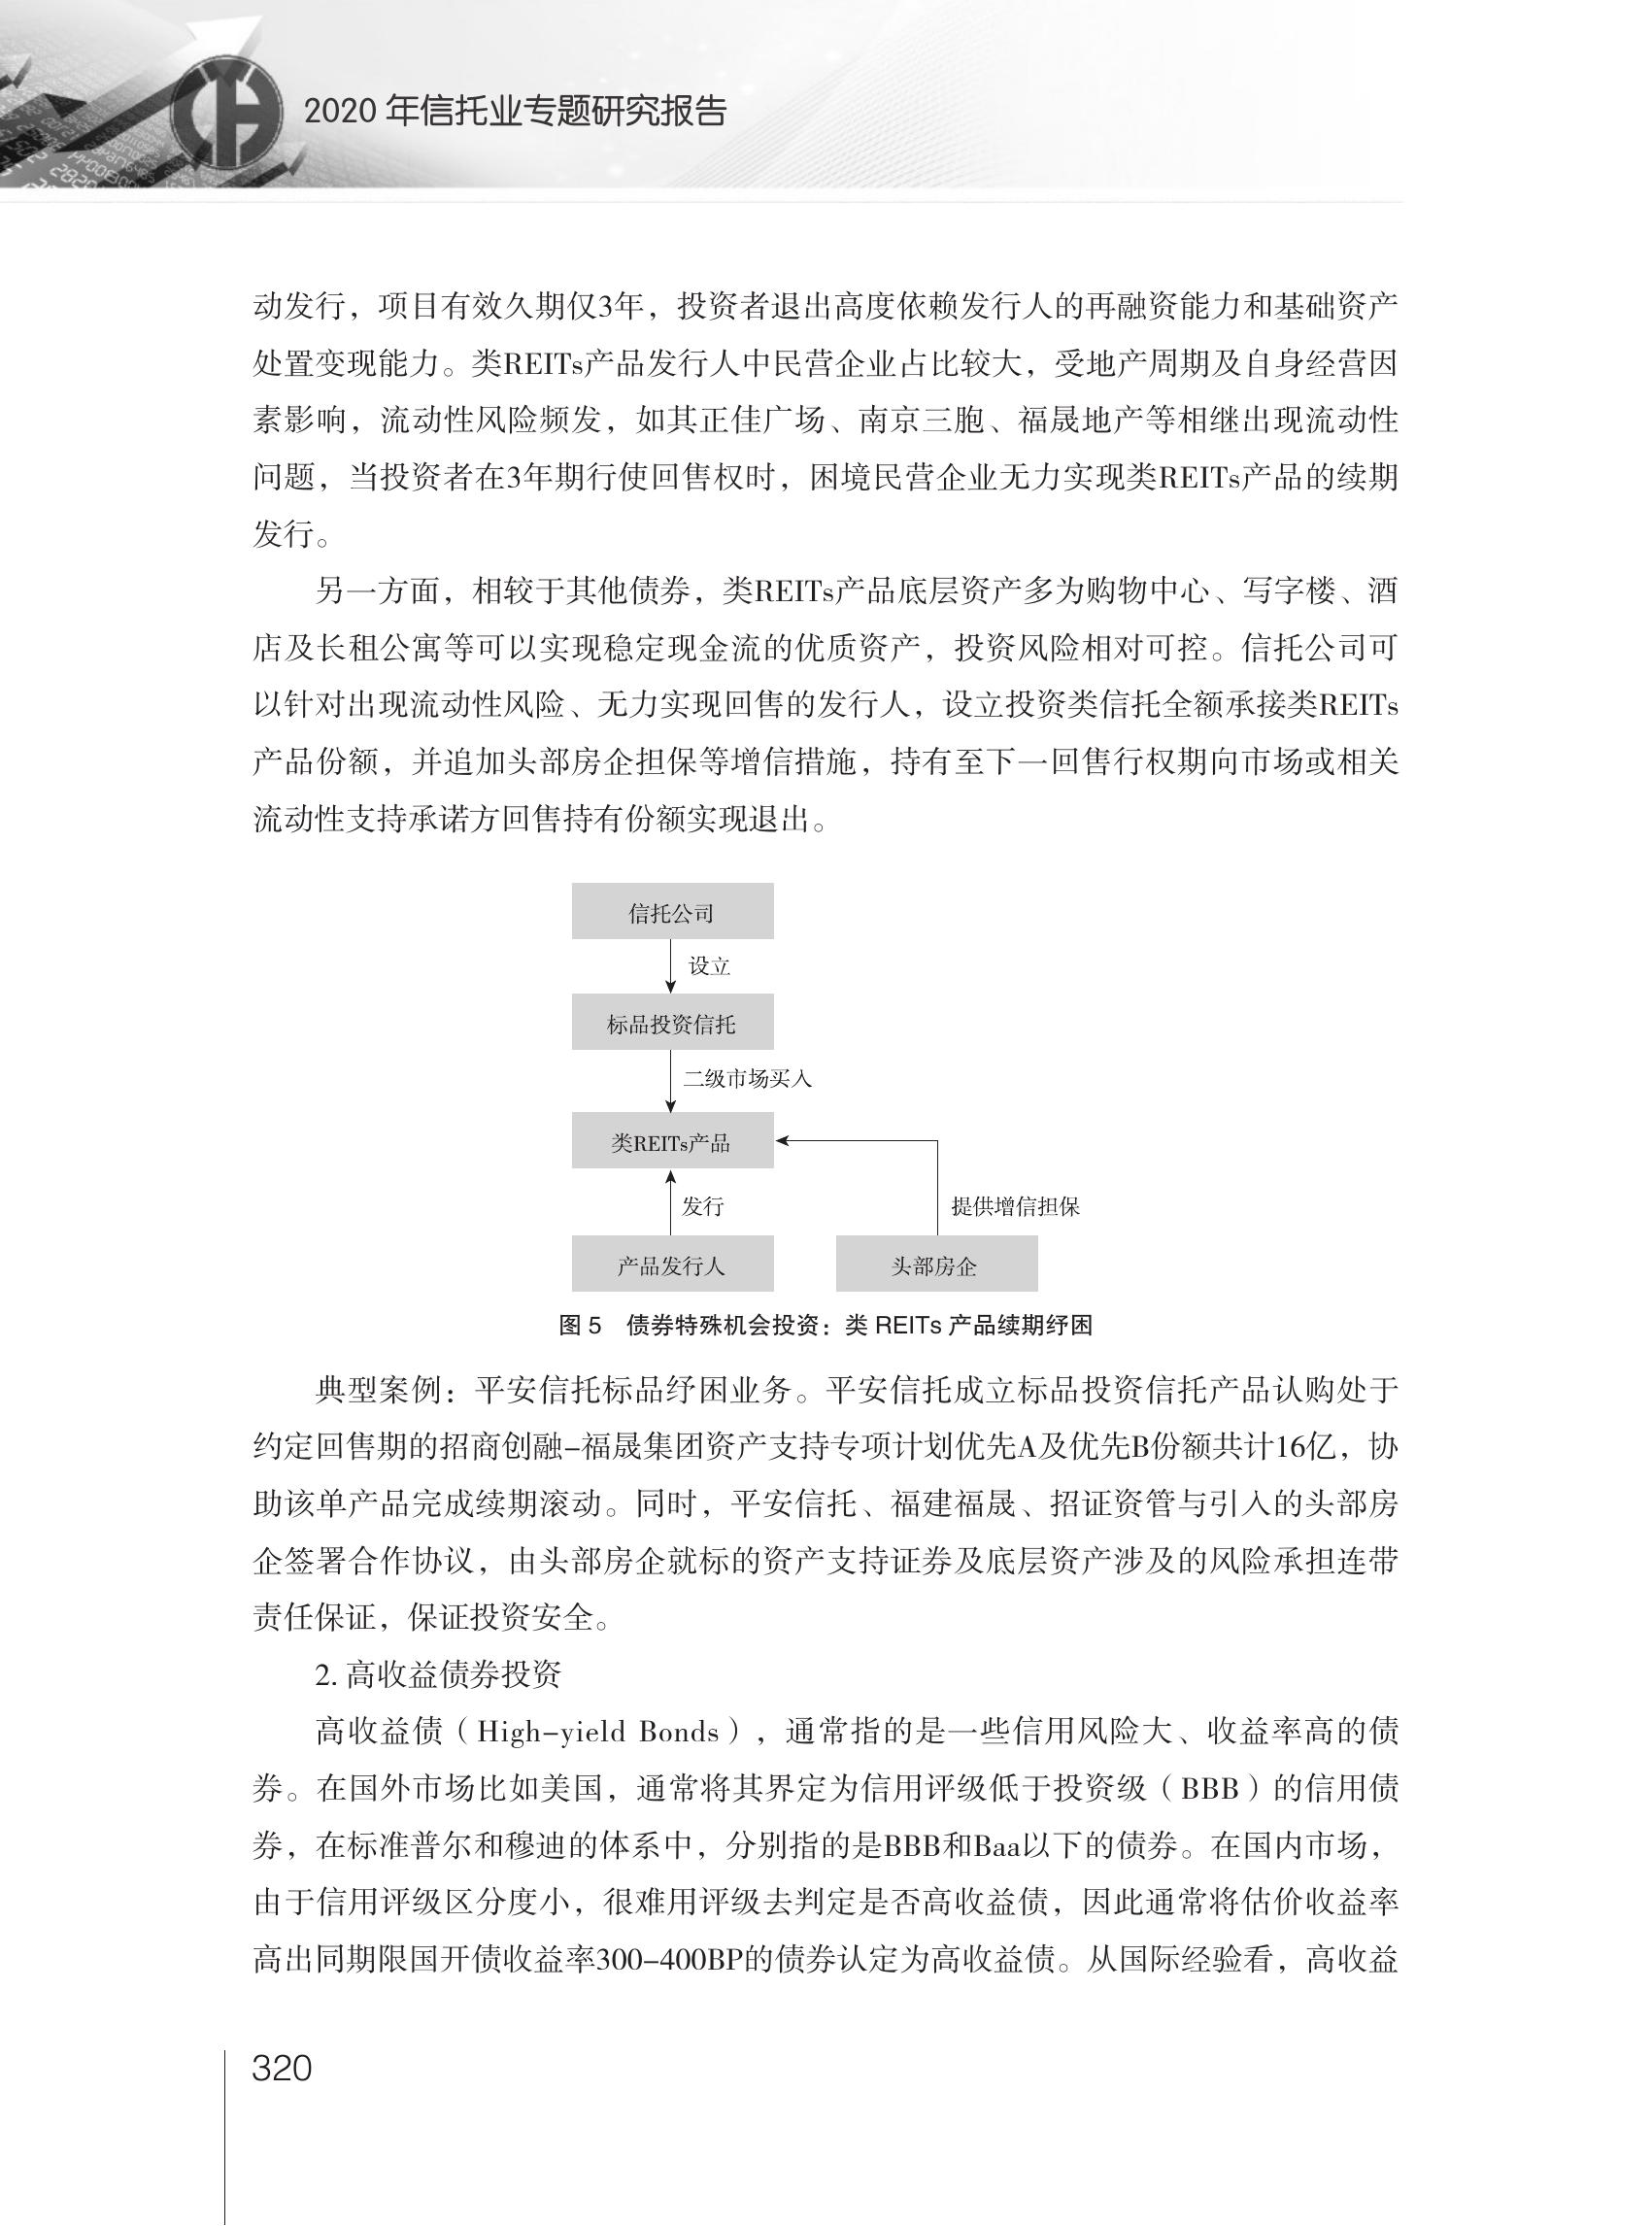 2020 年信托业专题研究报告
动发行，项目有效久期仅3年，投资者退出高度依赖发行人的再融资能力和基础资产
处置变现能力。类REITs产品发行人中民营企业占比较大，受地产周期及自身经营因
素影响，流动性风险频发，如其正佳广场、南京三胞、福晟地产等相继出现流动性
问题，当投资者在3年期行使回售权时，困境民营企业无力实现类REITs产品的续期
发行。
另一方面，相较于其他债券，类REITs产品底层资产多为购物中心、写字楼、酒
店及长租公寓等可以实现稳定现金流的优质资产，投资风险相对可控。信托公司可
以针对出现流动性风险、无力实现回售的发行人，设立投资类信托全额承接类REITs
产品份额，并追加头部房企担保等增信措施，持有至下一回售行权期向市场或相关
流动性支持承诺方回售持有份额实现退出。
信托公司
设立
标品投资信托
二级市场买入
类REITs产品
发行
提供增信担保
产品发行人
头部房企
图 5　债券特殊机会投资：类 REITs 产品续期纾困
典型案例：平安信托标品纾困业务。平安信托成立标品投资信托产品认购处于
约定回售期的招商创融–福晟集团资产支持专项计划优先A及优先B份额共计16亿，协
助该单产品完成续期滚动。同时，平安信托、福建福晟、招证资管与引入的头部房
企签署合作协议，由头部房企就标的资产支持证券及底层资产涉及的风险承担连带
责任保证，保证投资安全。
2. 高收益债券投资
高收益债（High–yield Bonds），通常指的是一些信用风险大、收益率高的债
券。在国外市场比如美国，通常将其界定为信用评级低于投资级（BBB）的信用债
券，在标准普尔和穆迪的体系中，分别指的是BBB和Baa以下的债券。在国内市场，
由于信用评级区分度小，很难用评级去判定是否高收益债，因此通常将估价收益率
高出同期限国开债收益率300–400BP的债券认定为高收益债。从国际经验看，高收益
320